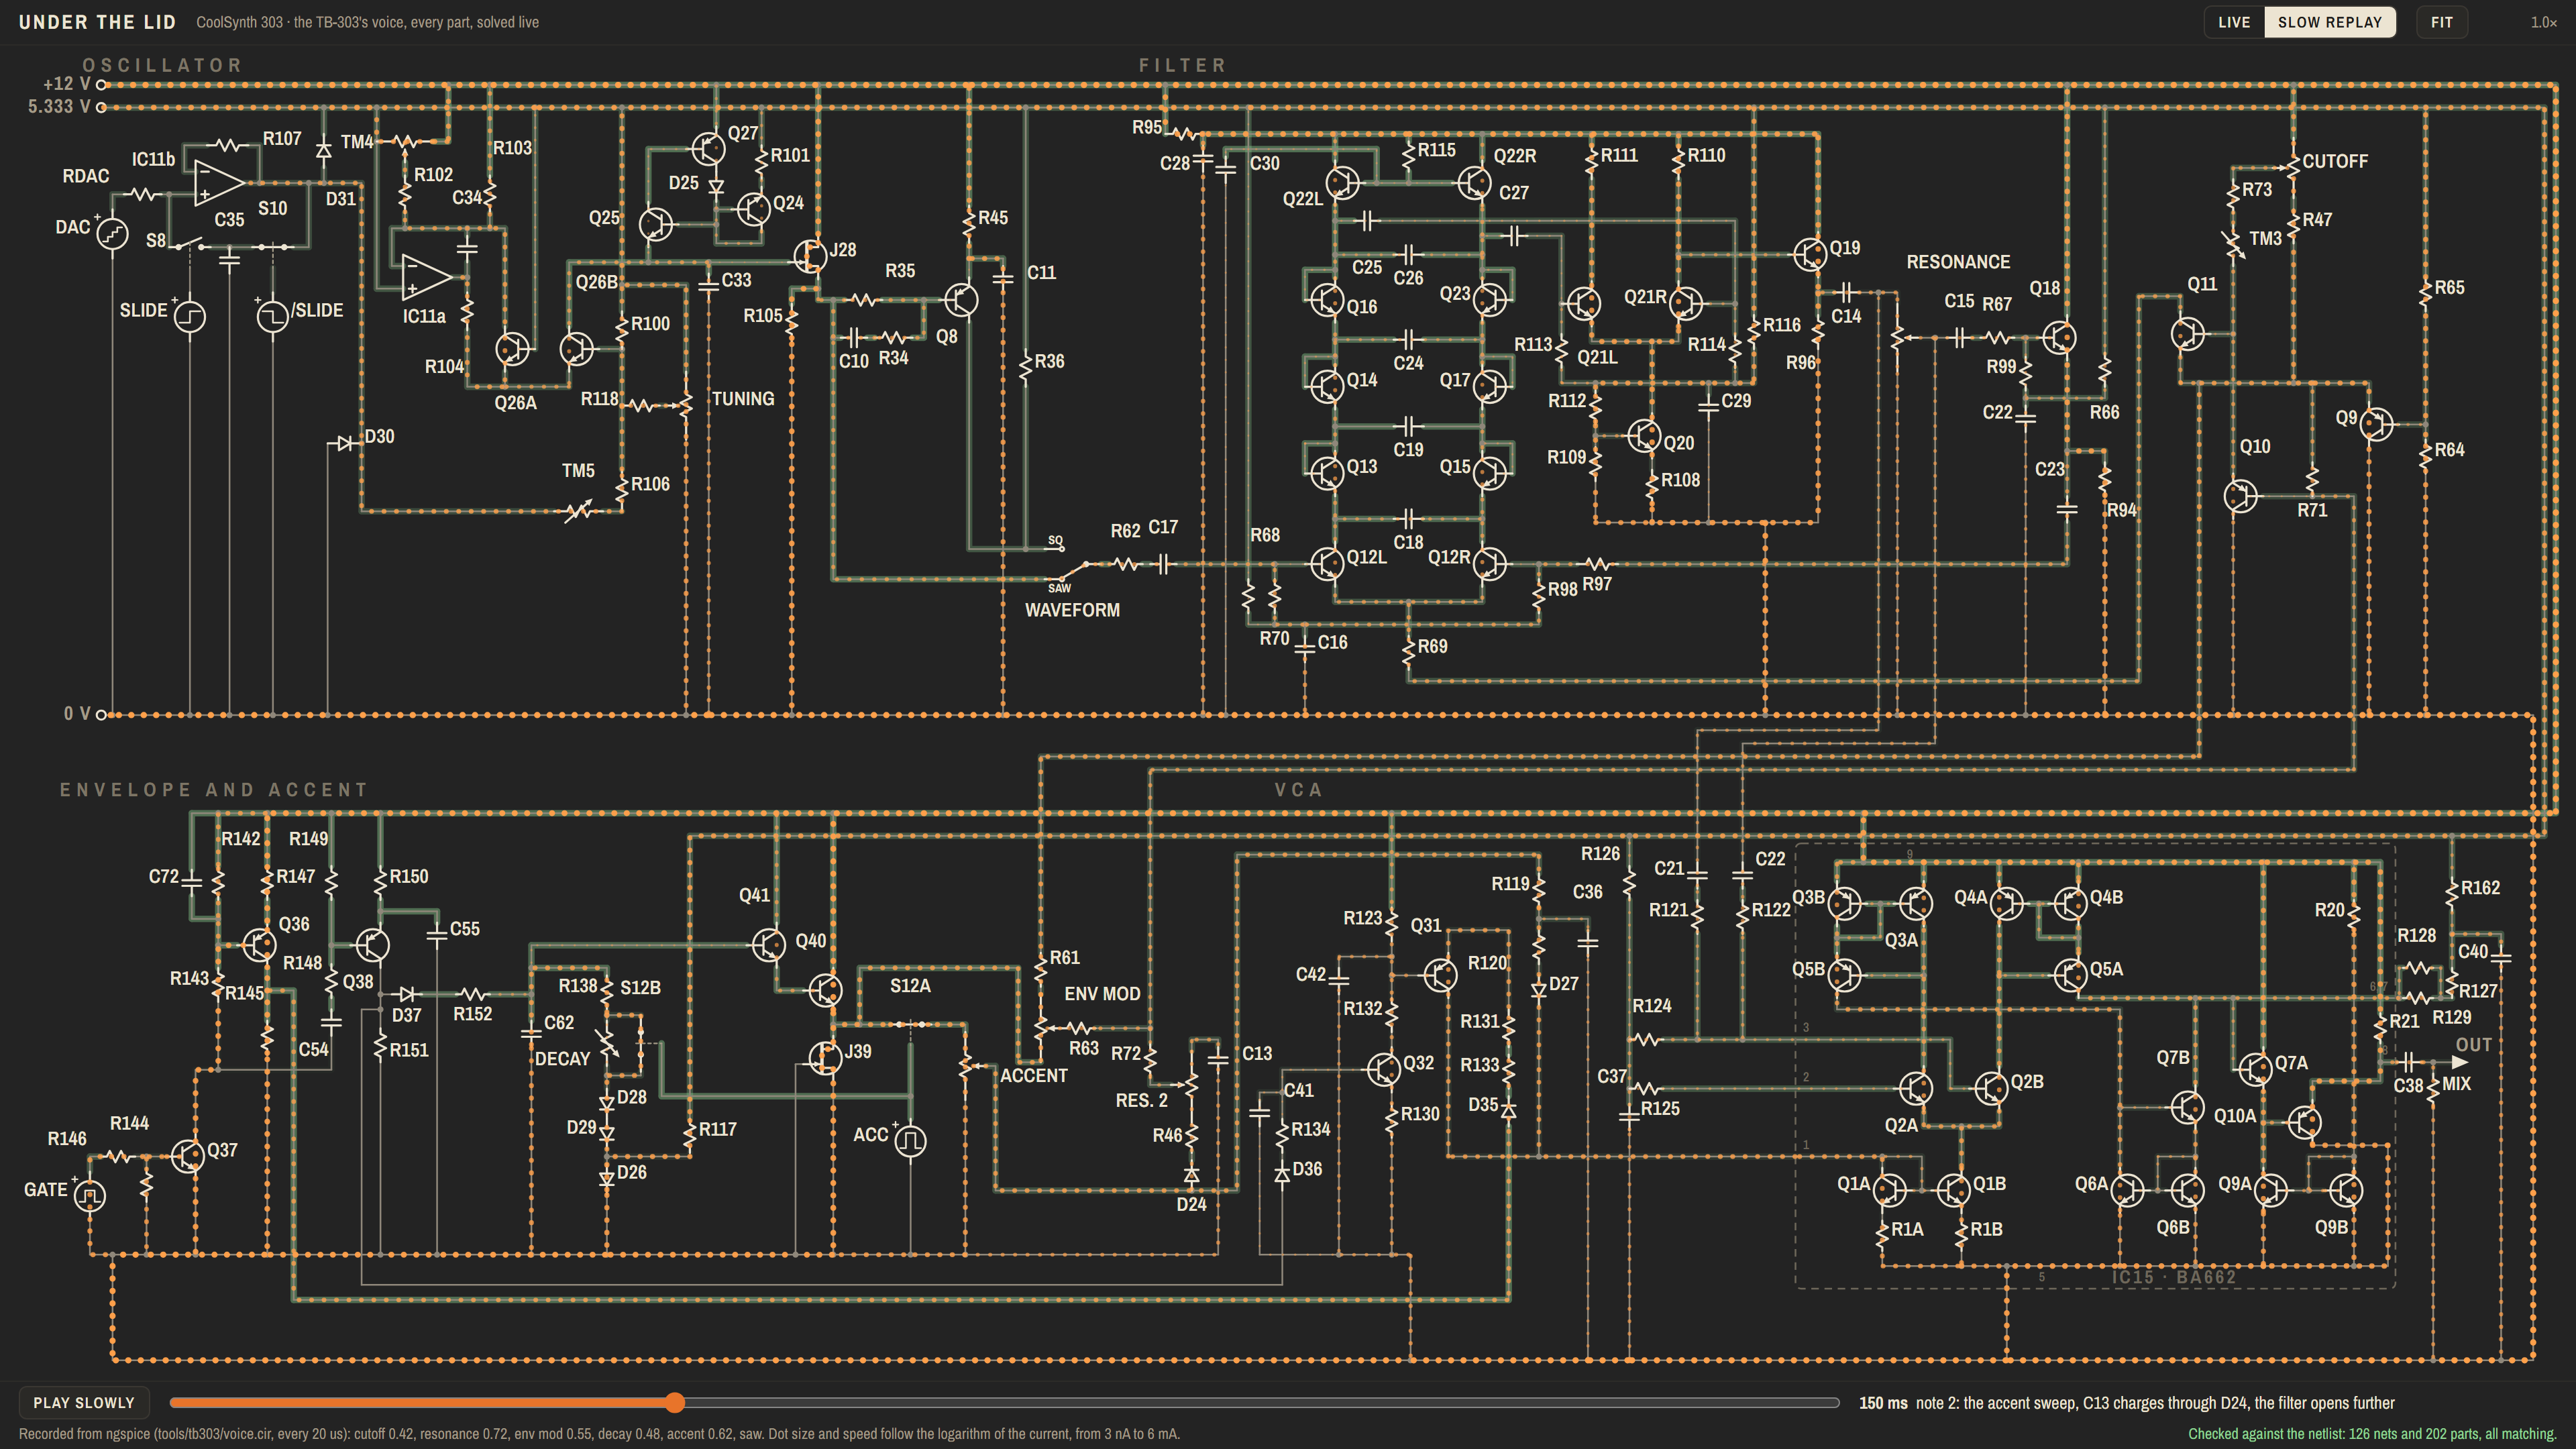 UNDER THE LID CoolSynth 303 · the TB-303's voice, every part, solved live LIVE SLOW REPLAY FIT 1.0×
OSCILLATOR FILTER
+12 V
5.333 V
R107 TM4 R103 Q27 R95 R115 Q22R R111 R110
IC11b R101 C28 C30 CUTOFF
RDAC R102 D25 Q22L C27 R73
D31 C34 Q24
S10 C35 Q25 R45 R47
DAC S8 J28 Q19 TM3
C25 C26 RESONANCE
Q26B C33 R35 C11 Q16 Q23 Q21R C15 R67 Q18 Q11 R65
SLIDE /SLIDE IC11a R100 R105 Q8 C14 R116
C10 R34 R36 C24 R113 Q21L R114 R96 R99
R104 Q14 Q17
Q26A R118 TUNING R112 C29 C22 R66 Q9
D30 C19 Q20 Q10 R64
TM5 R106 Q13 Q15 R109 R108 C23
R94 R71
SQ R62 C17 R68 C18
Q12L Q12R
SAW R98 R97
WAVEFORM
R70 C16 R69
0 V
ENVELOPE AND ACCENT VCA
R142 R149
C72 R147 R150 Q41 R126 C21 C22
R119 C36 Q3B Q4A Q4B R162
9
Q36 C55 Q40 R123 Q31 R121 R122 R20
Q3A R128
R143 R148 Q38 R61 R120 C42 Q5B Q5A C40
R145 R138 S12B S12A ENV MOD D27 R127
D37 R152 R132 R124 R129
C62 R131 3 R21
C54 R151 DECAY J39 R63 R72 C13 Q32 Q7B Q7A OUT
ACCENT R133 C37 2 Q2B 8
D28 RES. 2 C41 D35 R125 C38 MIX
R144 D29 R117 R130 Q2A Q10A
R146 Q37 ACC R46 R134 1
GATE D26 D36 Q1A Q1B Q6A Q9A
D24 R1A R1B Q6B Q9B
5 IC15 · BA662
PLAY SLOWLY 150 ms note 2: the accent sweep, C13 charges through D24, the filter opens further
Recorded from ngspice (tools/tb303/voice.cir, every 20 us): cutoff 0.42, resonance 0.72, env mod 0.55, decay 0.48, accent 0.62, saw. Dot size and speed follow the logarithm of the current, from 3 nA to 6 mA. Checked against the netlist: 126 nets and 202 parts, all matching.